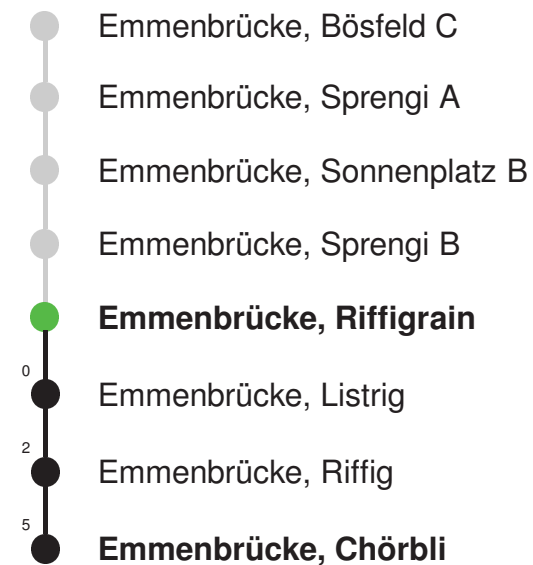 Emmenbrücke, Bösfeld C
Emmenbrücke, Sprengi A
Emmenbrücke, Sonnenplatz B
Emmenbrücke, Sprengi B
Emmenbrücke, Riffigrain
0
Emmenbrücke, Listrig
2
Emmenbrücke, Riffig
5
Emmenbrücke, Chörbli